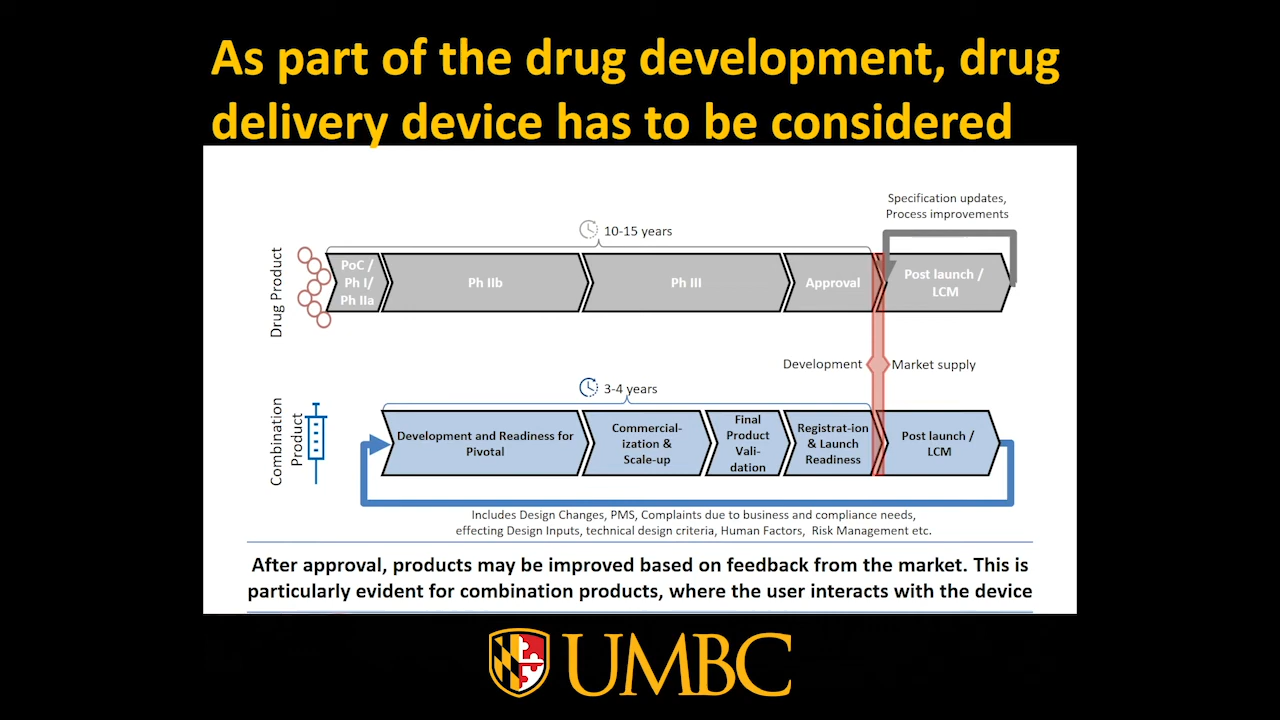 As part of the drug development, drug
delivery device has to be considered
Specification updates,
Process improvements
10-15 years
Drug Product
PoC /
Ph I/
Ph IIa
Ph IIb
Ph III
Approval
Post launch /
LCM
Development
Market supply
3-4 years
Combination
Product
Development and Readiness for
Pivotal
Commercial-
ization &
Scale-up
Final
Product
Vali-
dation
Registrat-ion
& Launch
Readiness
Post launch /
LCM
Includes Design Changes, PMS, Complaints due to business and compliance needs,
effecting Design Inputs, technical design criteria, Human Factors, Risk Management etc.
After approval, products may be improved based on feedback from the market. This is
particularly evident for combination products, where the user interacts with the device
UMBC